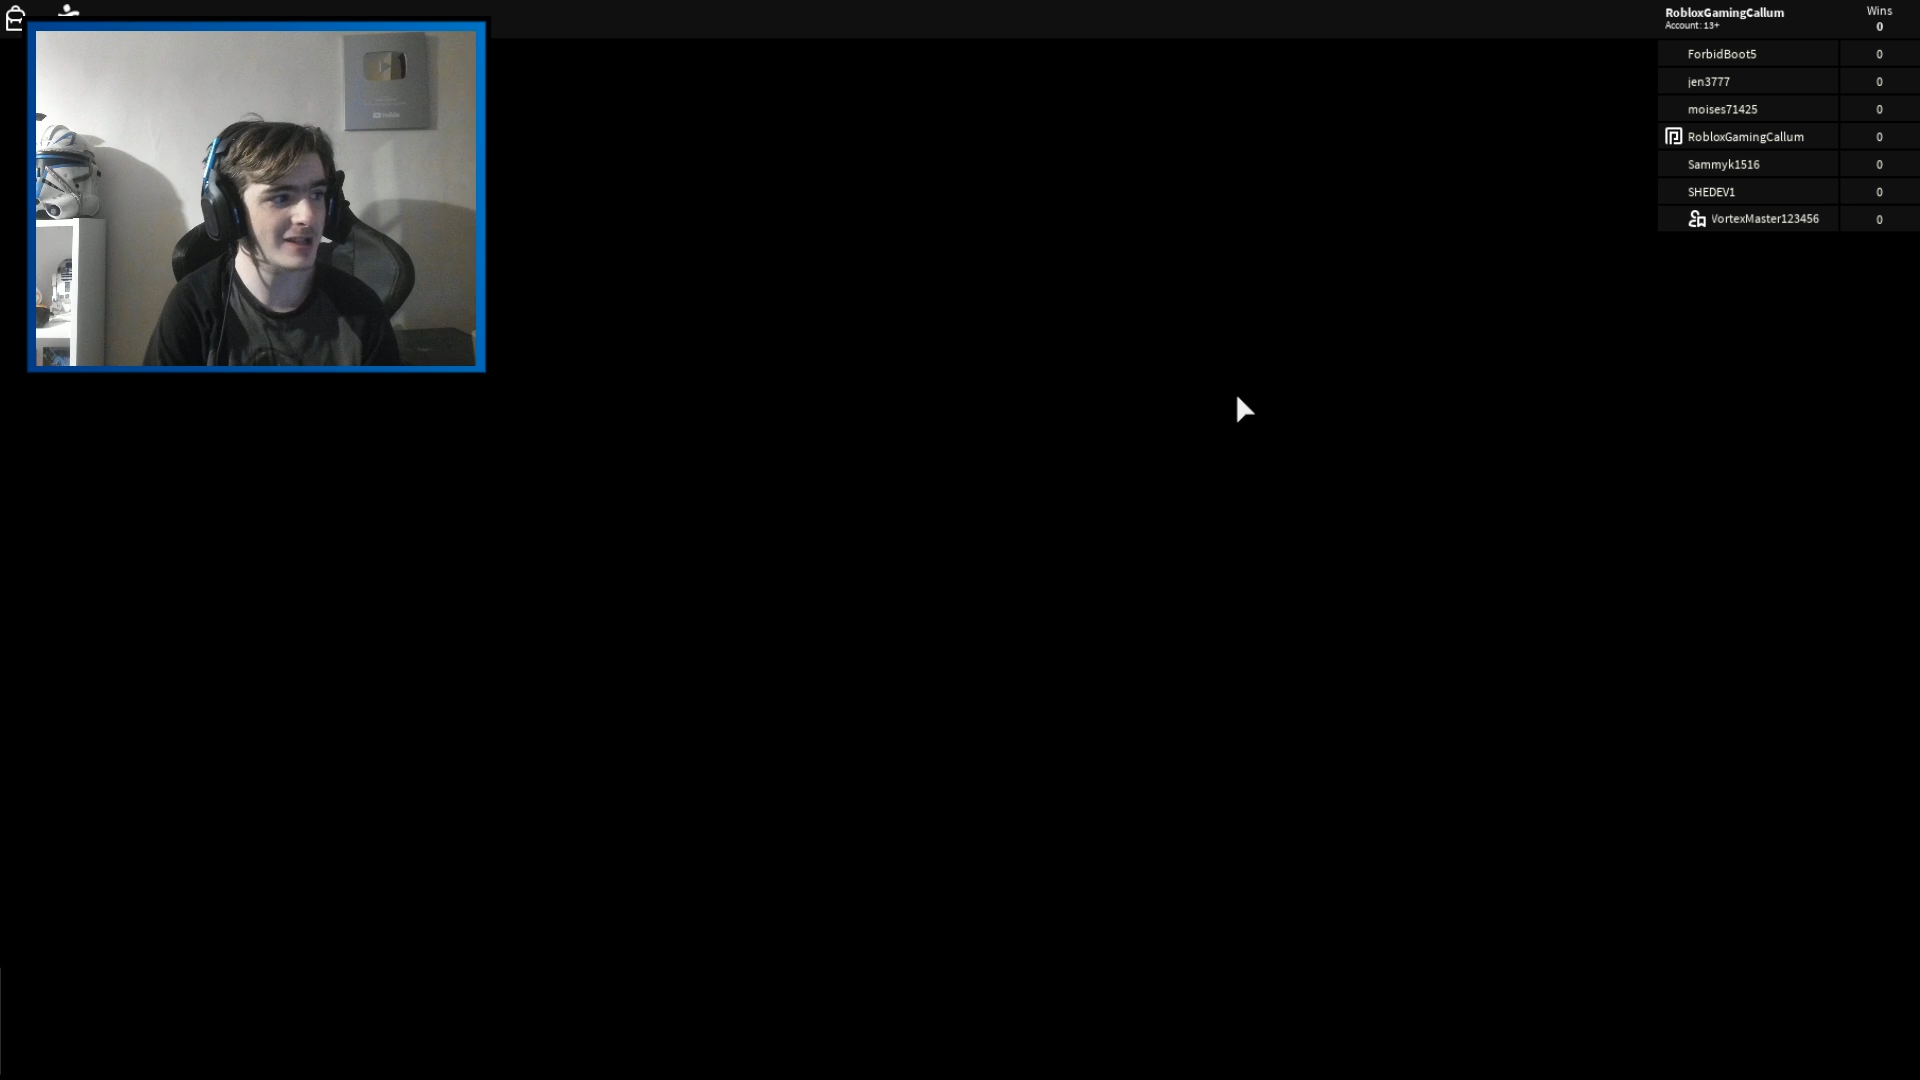 RobloxGamingCallum Wins
Account: 13+ 0
ForbidBoot5 0
jen3777 0
moises71425 0
RobloxGamingCallum 0
Sammyk1516 0
SHEDEV1 0
VortexMaster123456 0
YouTube